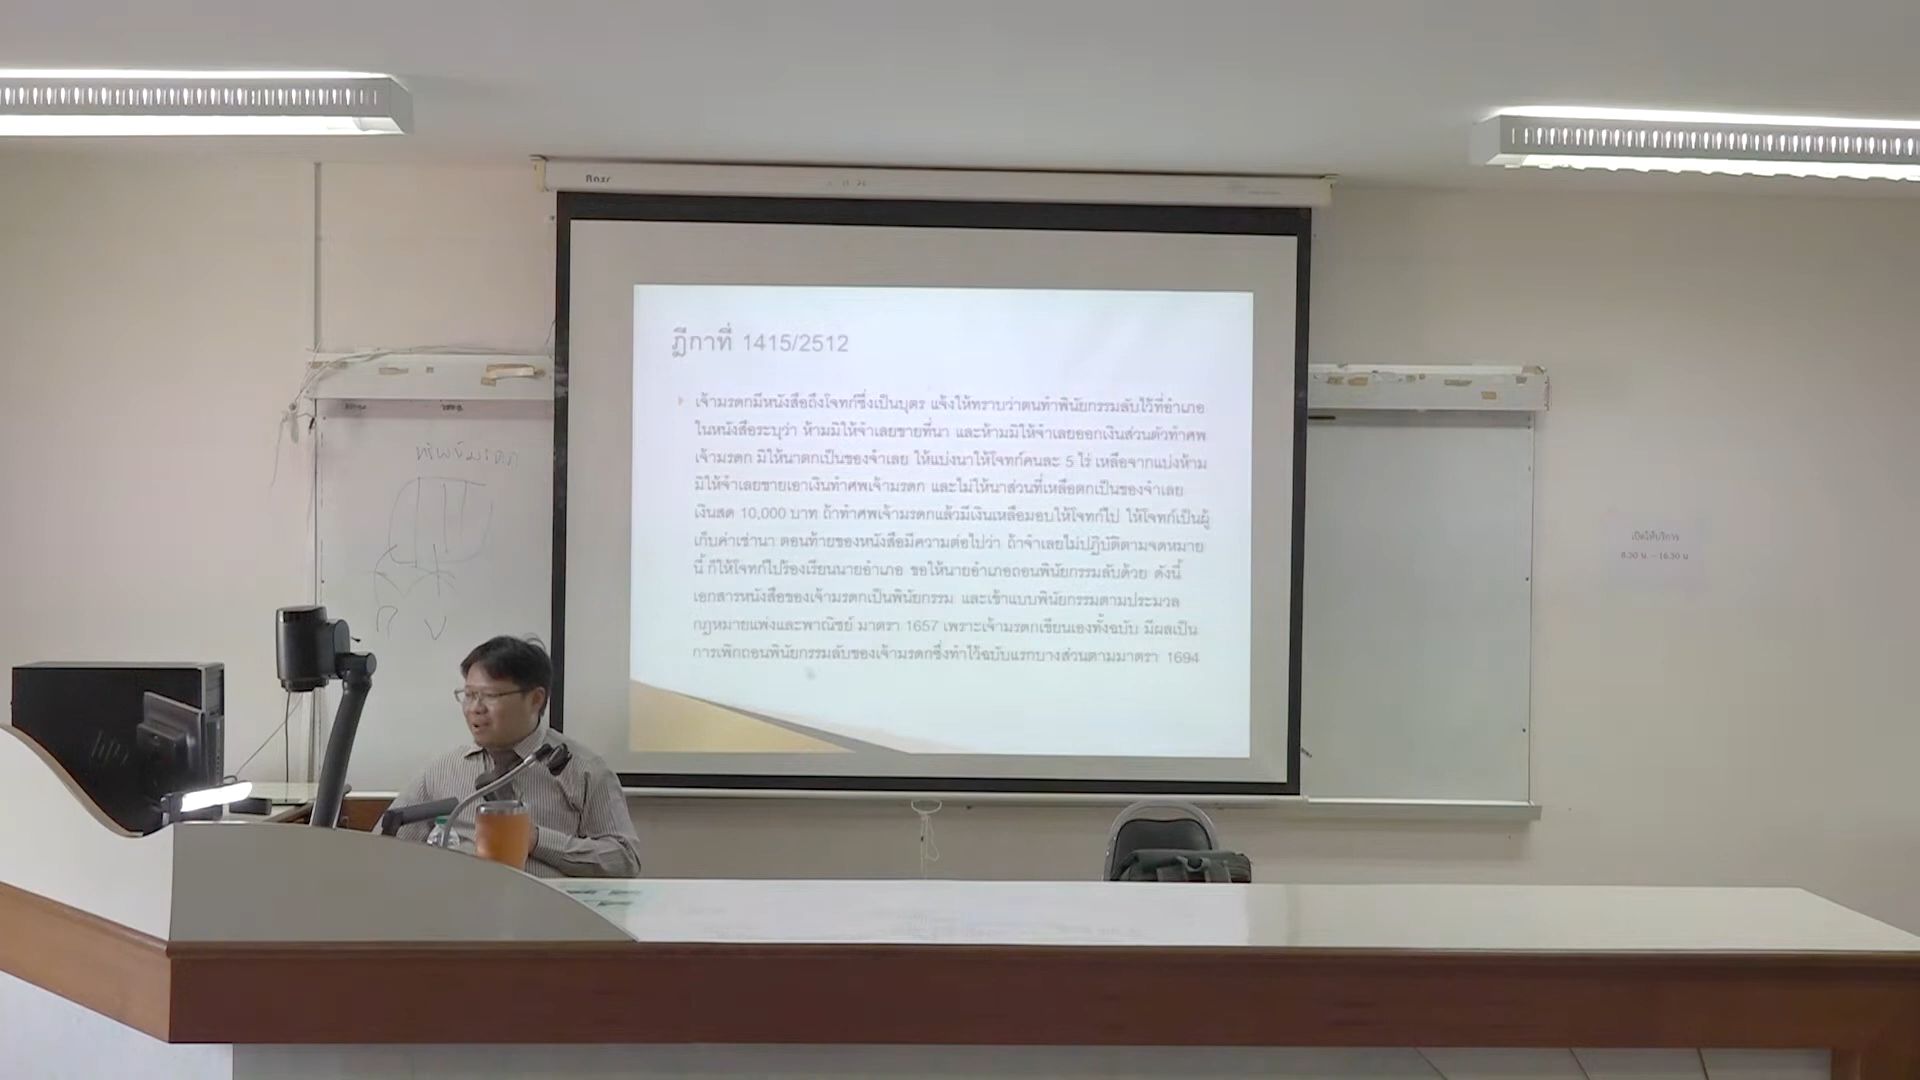 ฎีกาที่ 1415/2512
เจ้ามรดกมีหนังสือถึงโจทก์ซึ่งเป็นบุตร แจ้งให้ทราบว่าตนทำพินัยกรรมลับไว้ที่อำเภอ
ในหนังสือระบุว่า ห้ามมิให้จำเลยขายที่นา และห้ามมิให้จำเลยออกเงินส่วนตัวทำศพ
เจ้ามรดก มิให้นาตกเป็นของจำเลย ให้แบ่งนาให้โจทก์คนละ 5 ไร่ เหลือจากแบ่งห้าม
มิให้จำเลยขายเอาเงินทำศพเจ้ามรดก และไม่ให้นาส่วนที่เหลือตกเป็นของจำเลย
เงินสด 10,000 บาท ถ้าทำศพเจ้ามรดกแล้วมีเงินเหลือมอบให้โจทก์ไป ให้โจทก์เป็นผู้
เก็บค่าเช่านา ตอนท้ายของหนังสือมีความต่อไปว่า ถ้าจำเลยไม่ปฏิบัติตามจดหมาย
นี้ ก็ให้โจทก์ไปร้องเรียนนายอำเภอ ขอให้นายอำเภอถอนพินัยกรรมลับด้วย ดังนี้
เอกสารหนังสือของเจ้ามรดกเป็นพินัยกรรม และเข้าแบบพินัยกรรมตามประมวล
กฎหมายแพ่งและพาณิชย์ มาตรา 1657 เพราะเจ้ามรดกเขียนเองทั้งฉบับ มีผลเป็น
การเพิกถอนพินัยกรรมลับของเจ้ามรดกซึ่งทำไว้ฉบับแรกบางส่วนตามมาตรา 1694
เปิดให้บริการ
8.30 น. – 16.30 น
hp